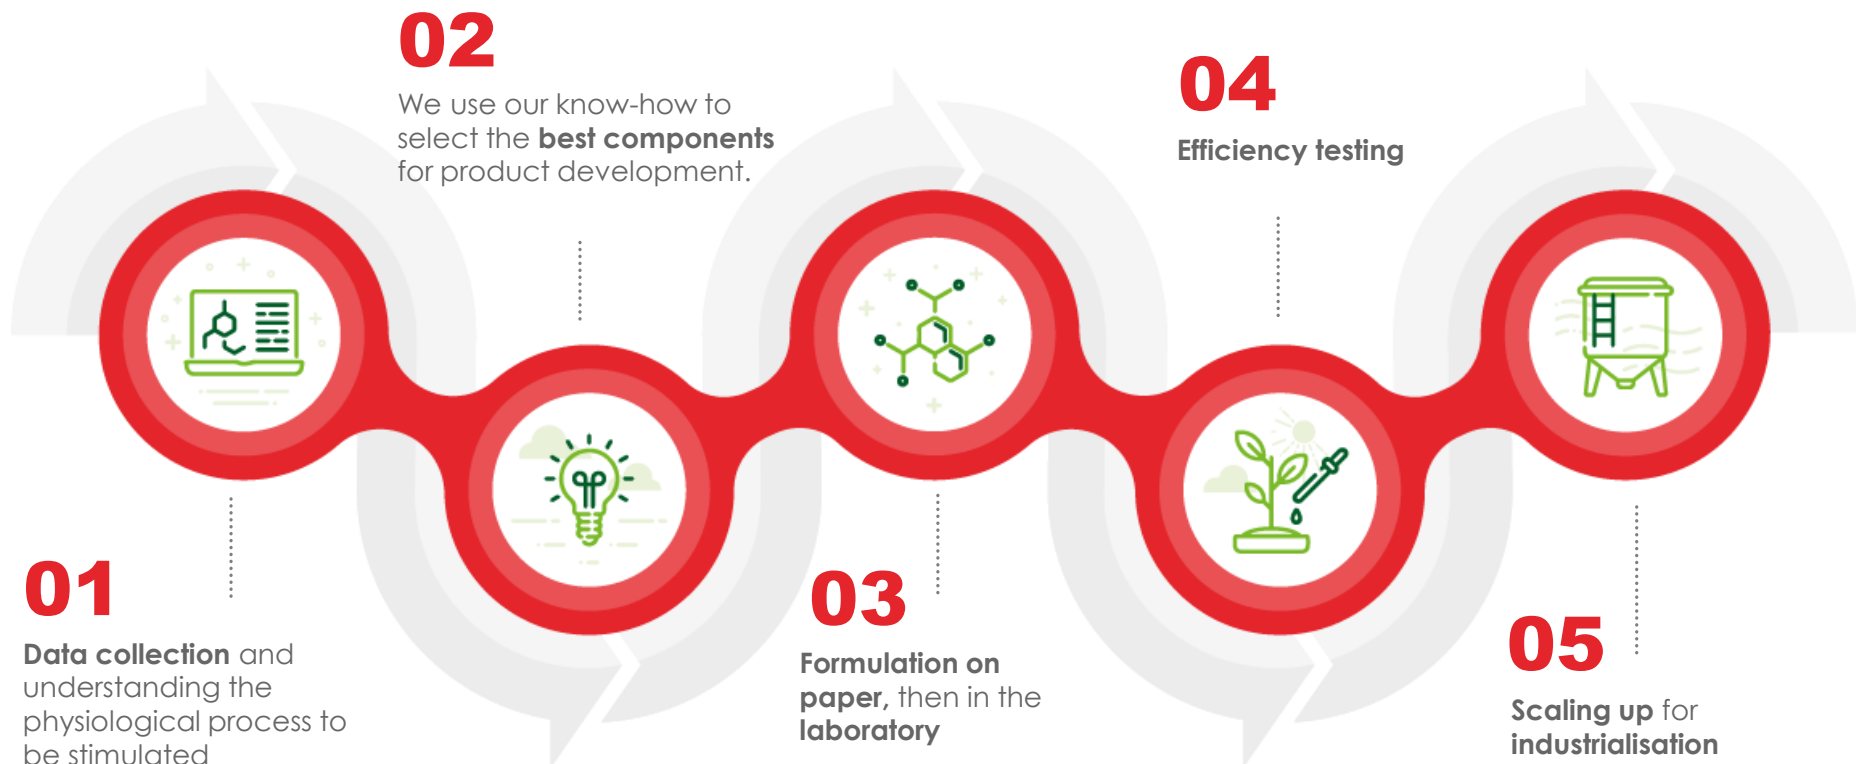 01
Data collection and
understanding the
physiological process to
be stimulated
02
We use our know-how to
select the best components
for product development.
03
Formulation on
paper, then in the
laboratory
04
Efficiency testing
05
Scaling up for
industrialisation